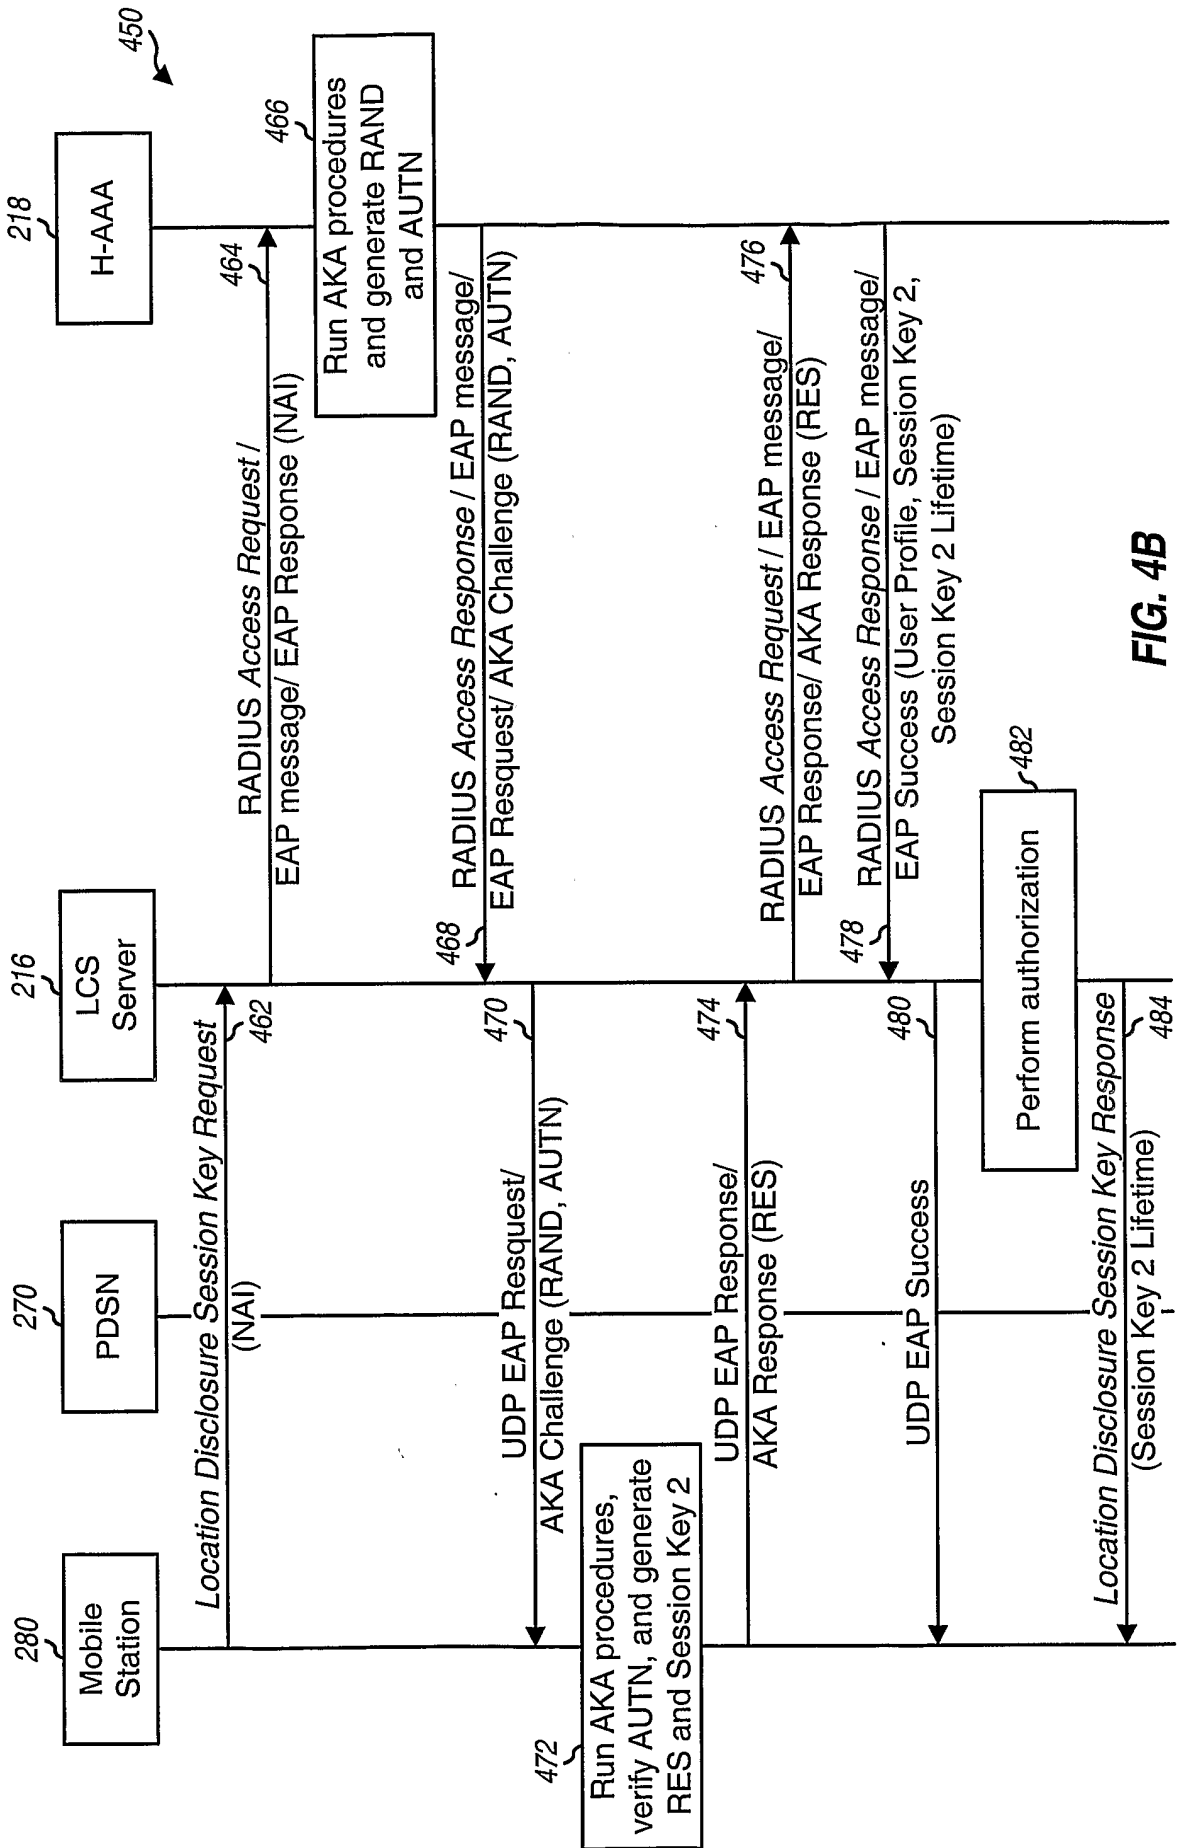 450
280
Mobile
Station
270
PDSN
216
LCS
Server
218
H-AAA
Location Disclosure Session Key Request
(NAI)
462
RADIUS Access Request /
EAP message/ EAP Response (NAI)
464
466
Run AKA procedures
and generate RAND
and AUTN
RADIUS Access Response / EAP message/
EAP Resquest/ AKA Challenge (RAND, AUTN)
468
470
UDP EAP Resquest/
AKA Challenge (RAND, AUTN)
472
Run AKA procedures,
verify AUTN, and generate
RES and Session Key 2
UDP EAP Response/
AKA Response (RES)
474
RADIUS Access Request / EAP message/
EAP Response/ AKA Response (RES)
476
RADIUS Access Response / EAP message/
EAP Success (User Profile, Session Key 2,
Session Key 2 Lifetime)
478
UDP EAP Success
480
482
Perform authorization
Location Disclosure Session Key Response
(Session Key 2 Lifetime)
484
FIG. 4B